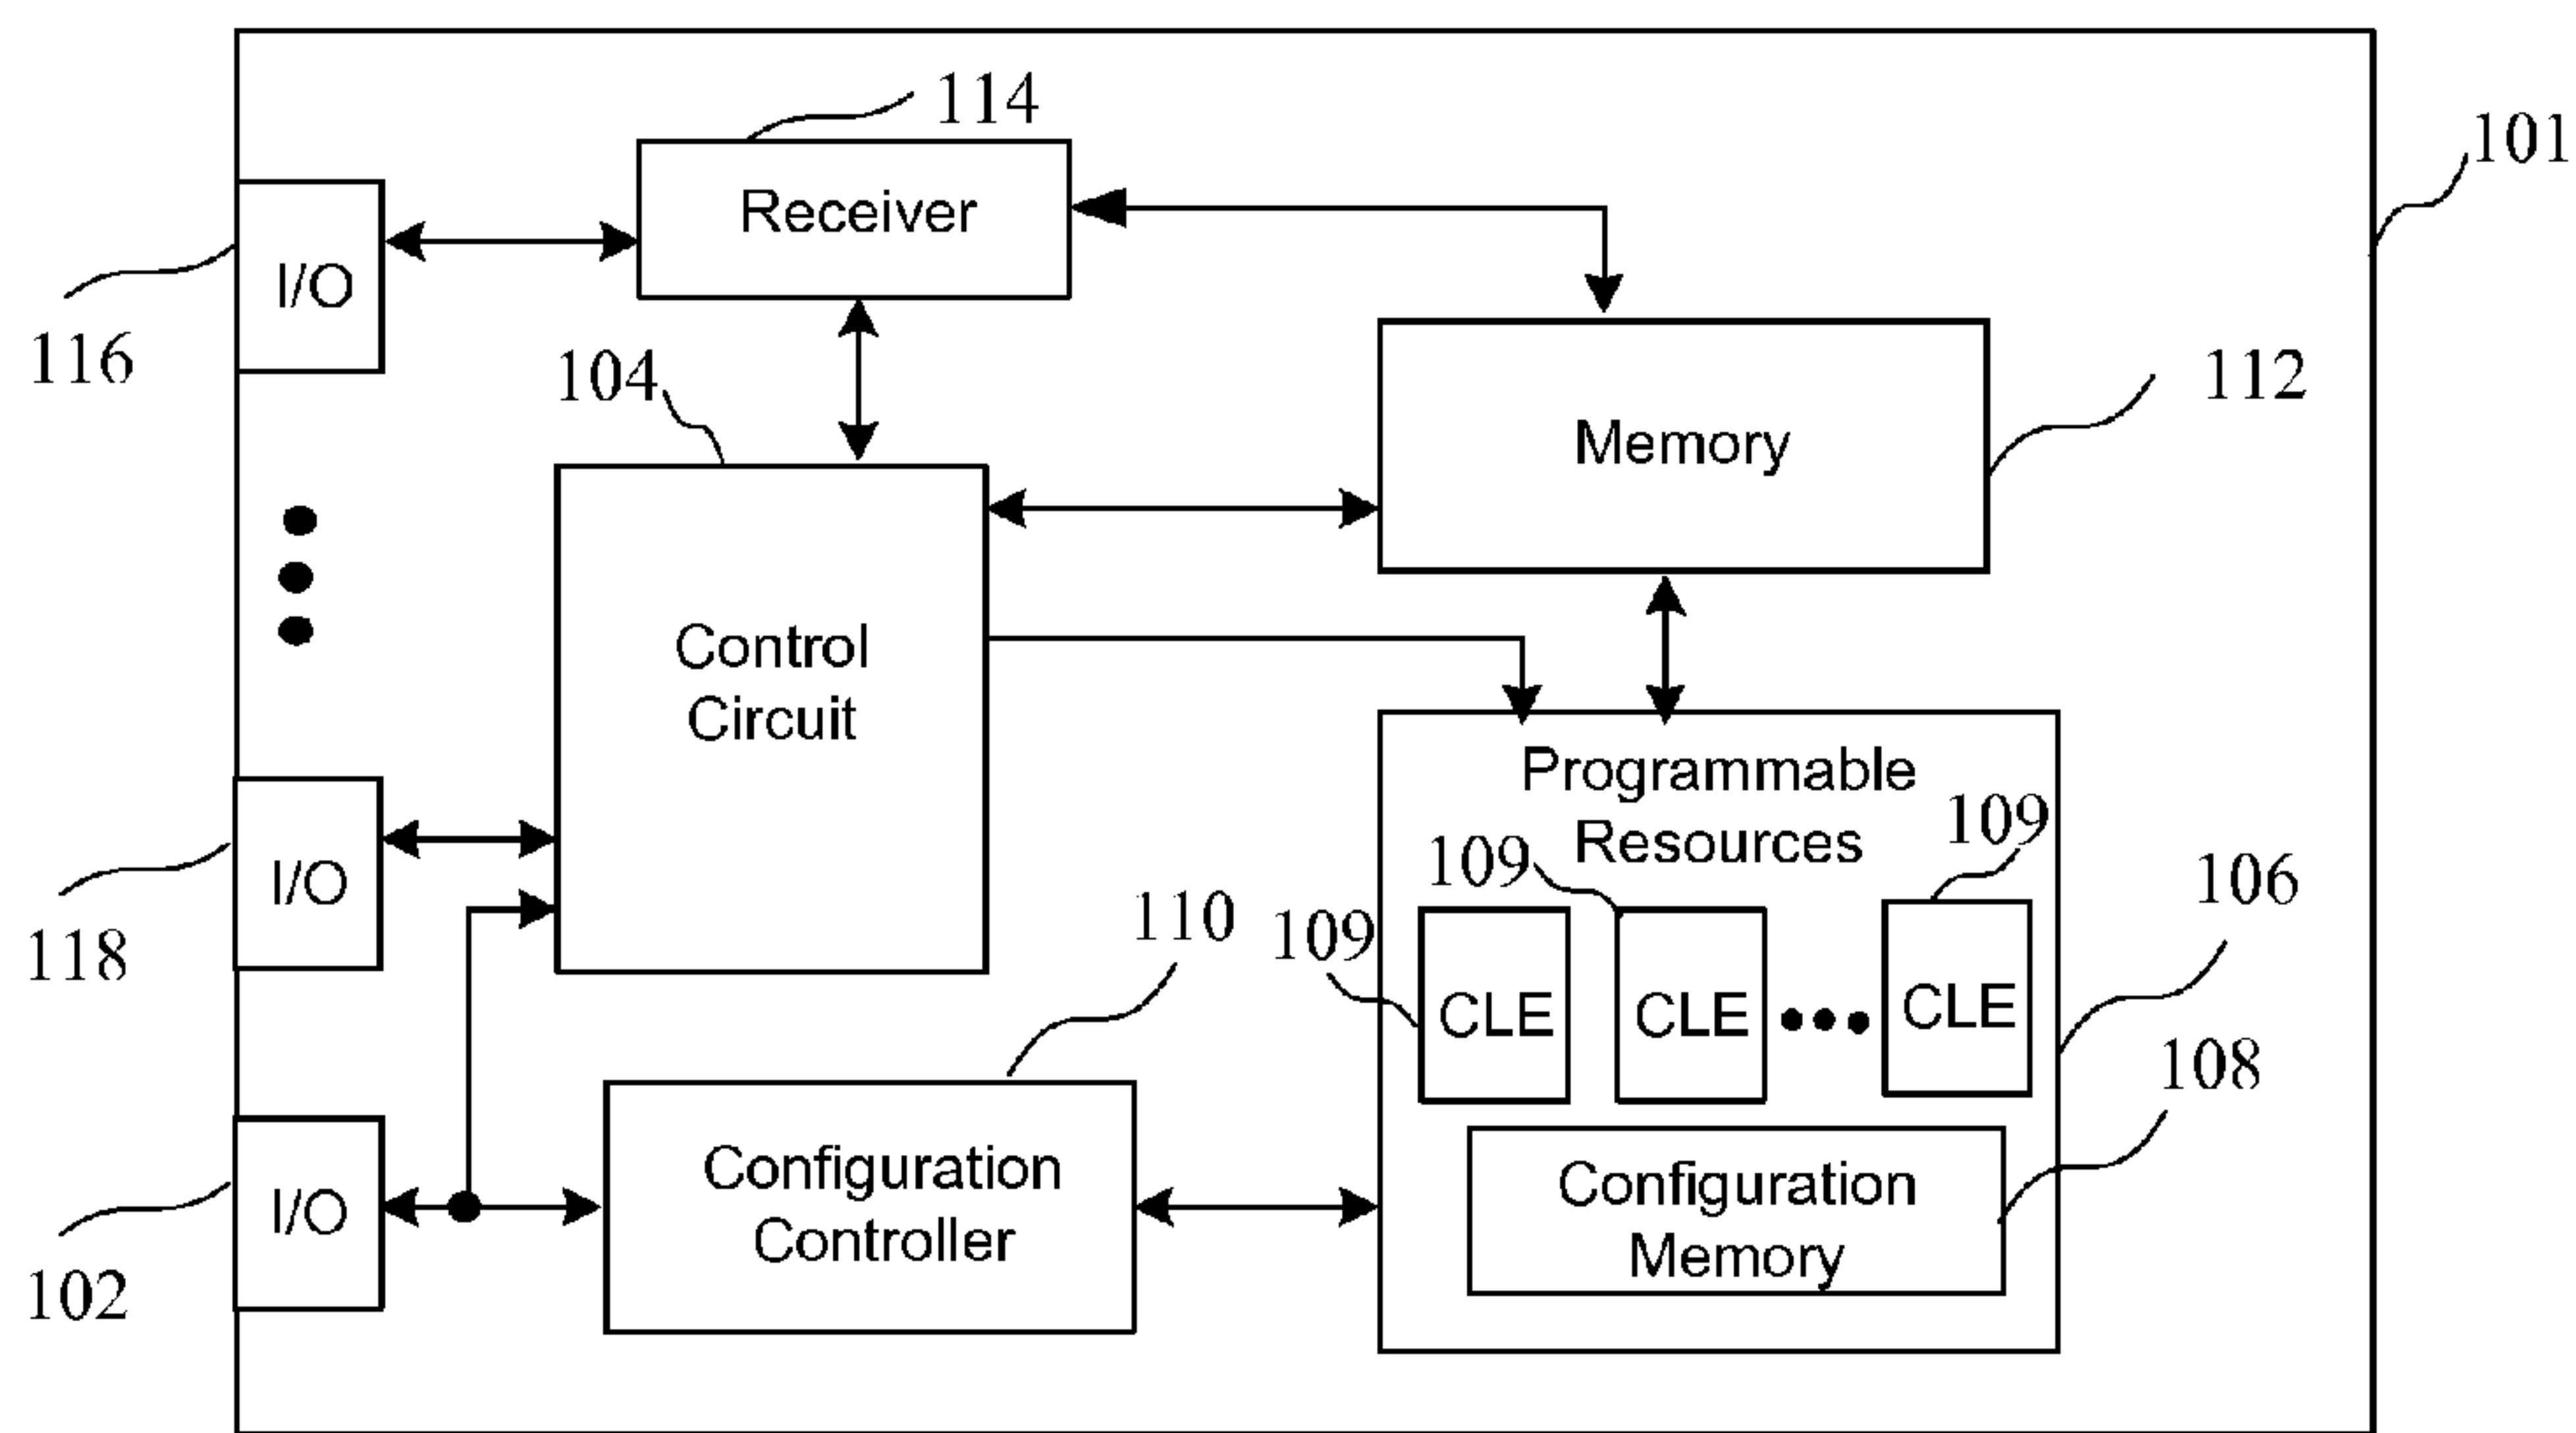 114
101
Receiver
I/O
116
104
112
Memory
Control
Circuit
Programmable
Resources
109
109
109
I/O
118
106
110
CLE
CLE
CLE
108
Configuration
Controller
Configuration
Memory
I/O
102